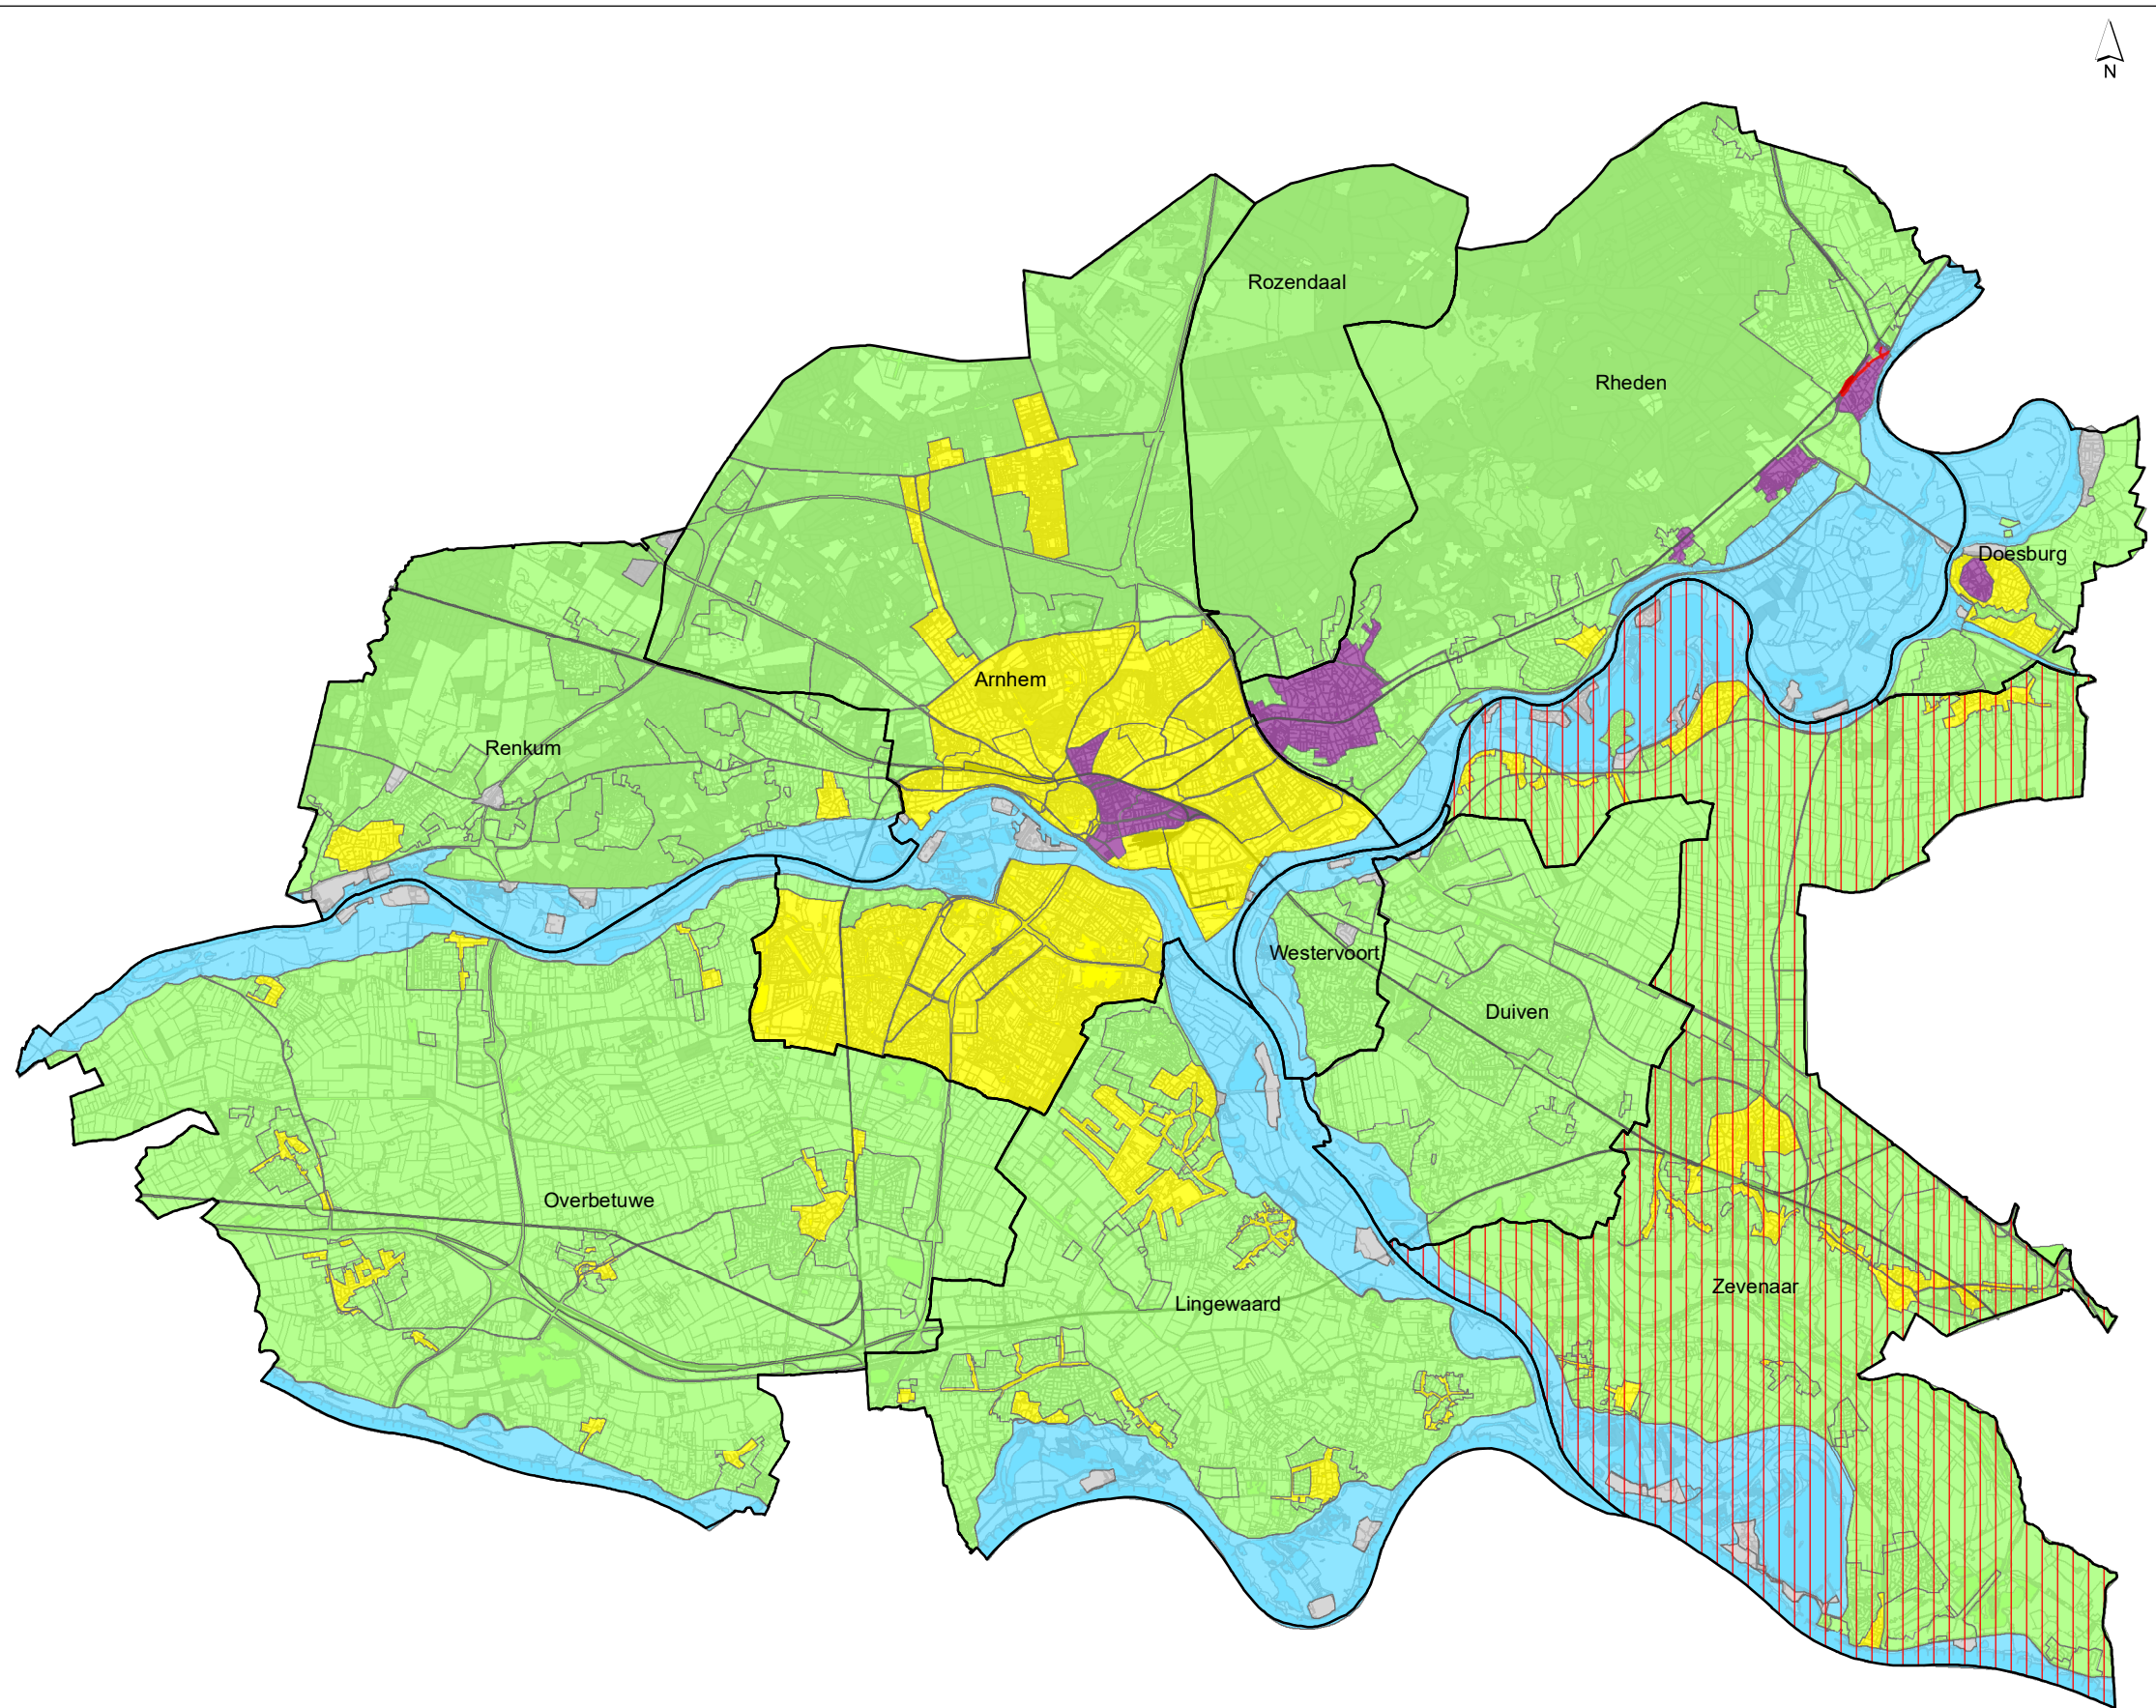 N
Rozendaal
Rheden
Doesburg
Arnhem
Renkum
Westervoort
Duiven
Overbetuwe
Zevenaar
Lingewaard